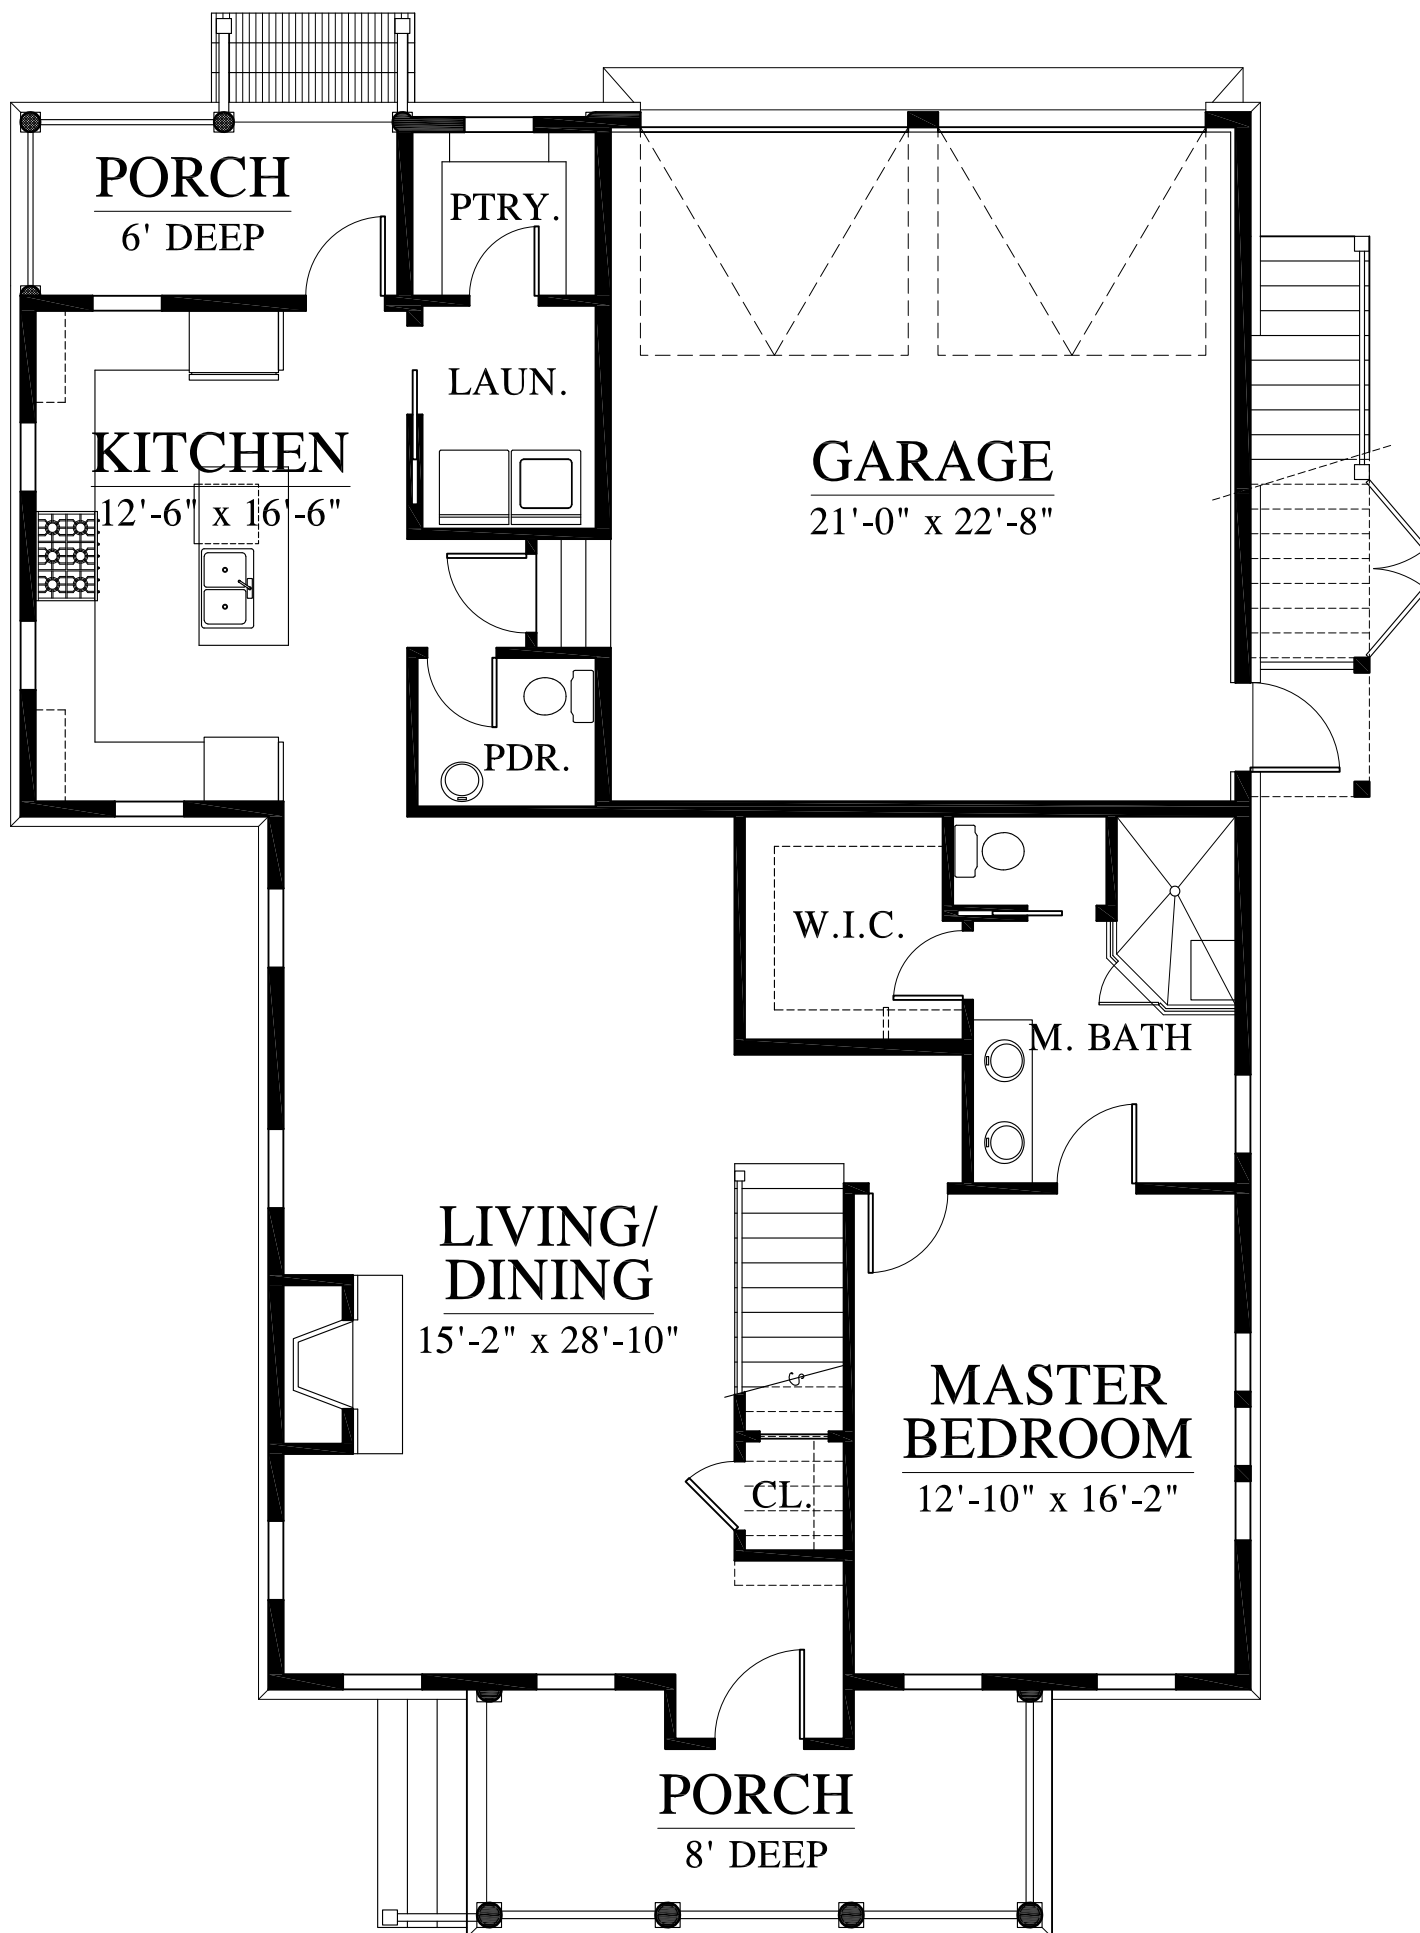 PORCH
6' DEEP
PTRY.
LAUN.
KITCHEN
12'-6" x 16'-6"
GARAGE
21'-0" x 22'-8"
PDR.
W.I.C.
M. BATH
LIVING/
DINING
15'-2" x 28'-10"
S
MASTER
BEDROOM
12'-10" x 16'-2"
CL.
PORCH
8' DEEP